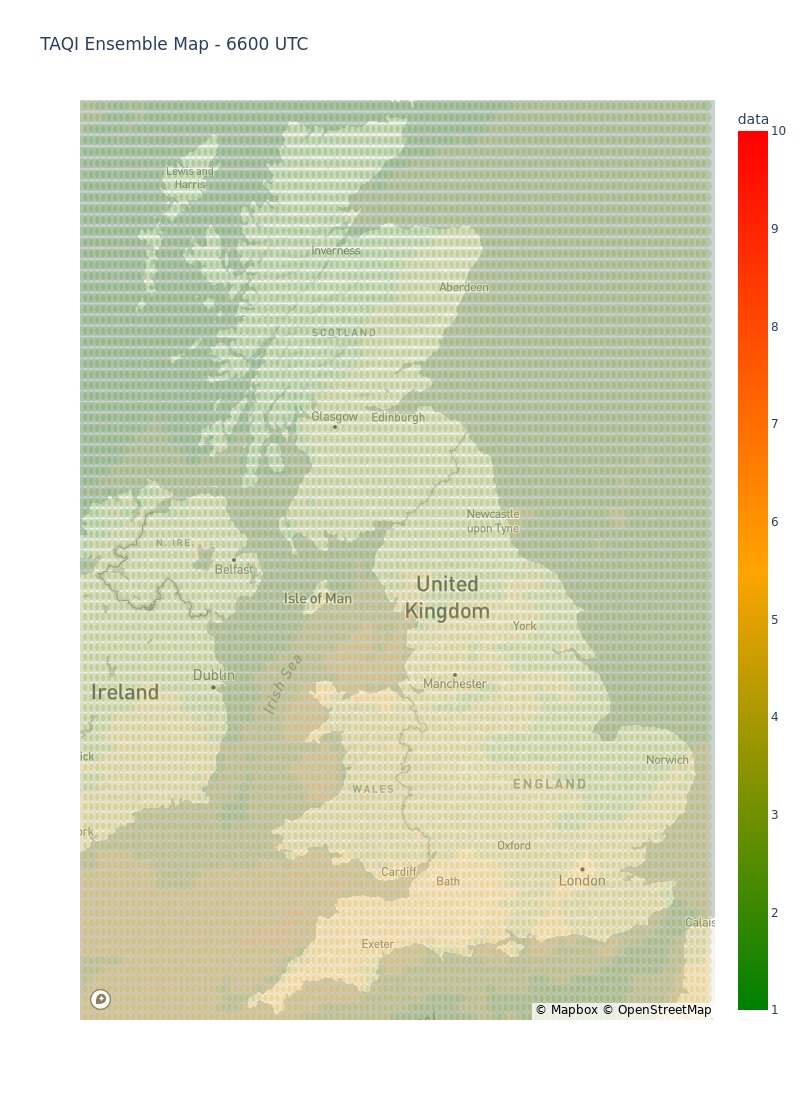 TAQI Ensemble Map - 6600 UTC
data
10
9
8
7
6
5
4
3
2
1
Lewis and
Harris
Inverness
Aberdeen
SCOTLAND
Glasgow
Edinburgh
Newcastle
upon Tyne
N. IRE.
Belfast
Isle of Man
United
Kingdom
York
Dublin
Manchester
Ireland
Irish Sea
ick
Norwich
WALES
ENGLAND
ork
Oxford
Cardiff
Bath
London
Calais
Exeter
© Mapbox © OpenStreetMap